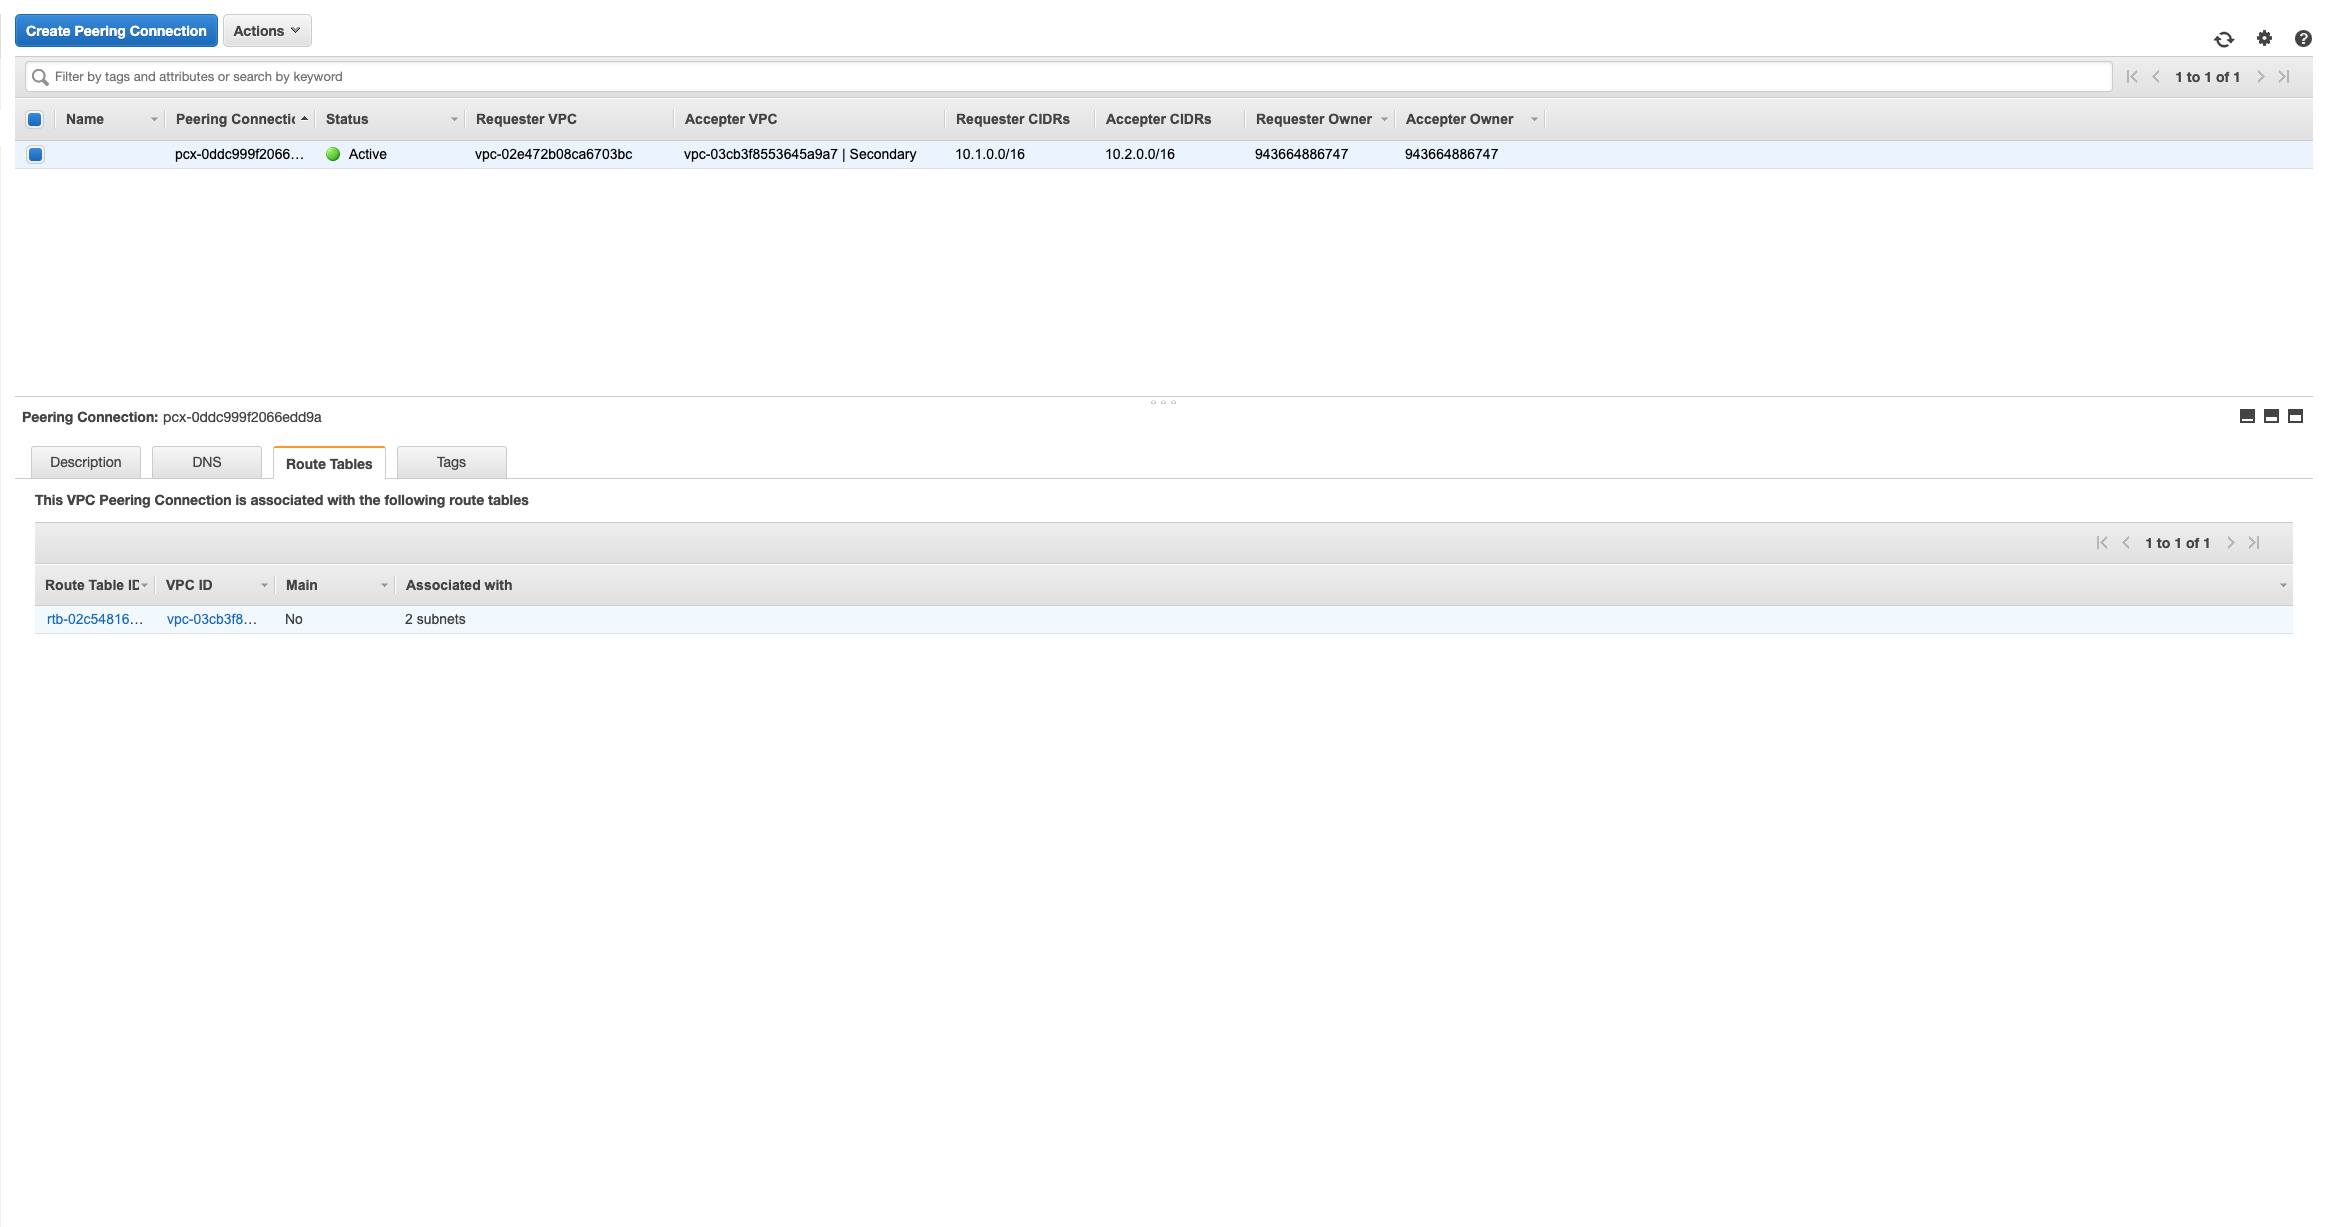 Create Peering Connection Actions
Filter by tags and attributes or search by keyword 1 to 1 of 1
Name Peering Connectic Status Requester VPC Accepter VPC Requester CIDRs Accepter CIDRs Requester Owner Accepter Owner
pcx-0ddc999f2066... Active vpc-02e472b08ca6703bc vpc-03cb3f8553645a9a7 | Secondary 10.1.0.0/16 10.2.0.0/16 943664886747 943664886747
Peering Connection: pcx-0ddc999f2066edd9a
Description DNS Route Tables Tags
This VPC Peering Connection is associated with the following route tables
1 to 1 of 1
Route Table ID VPC ID Main Associated with
rtb-02c54816... vpc-03cb3f8... No 2 subnets